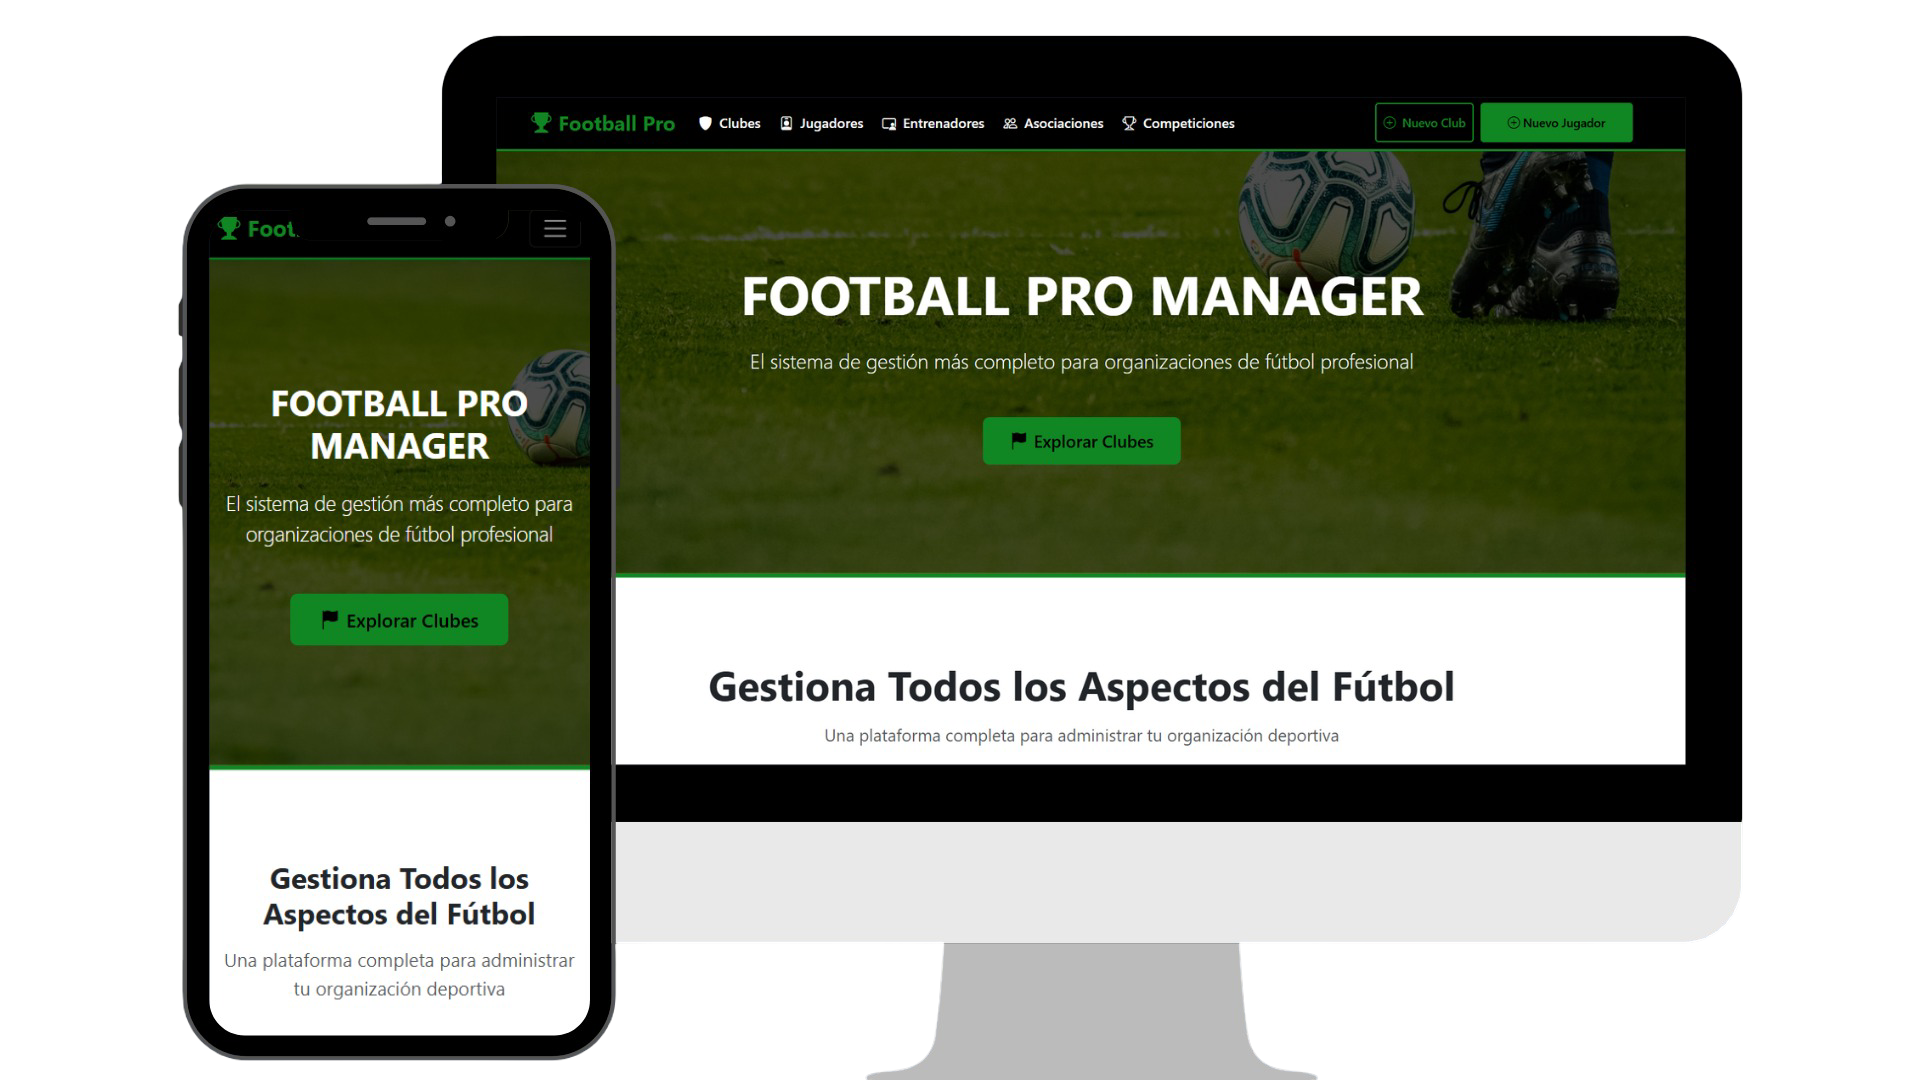 Football Pro
Clubes
Jugadores
Entrenadores
Asociaciones
Competiciones
Nuevo Club
Nuevo Jugador
FOOTBALL PRO MANAGER
El sistema de gestión más completo para organizaciones de fútbol profesional
Explorar Clubes
Gestiona Todos los Aspectos del Fútbol
Una plataforma completa para administrar tu organización deportiva
Foot
FOOTBALL PRO
MANAGER
El sistema de gestión más completo para
organizaciones de fútbol profesional
Explorar Clubes
Gestiona Todos los
Aspectos del Fútbol
Una plataforma completa para administrar
tu organización deportiva